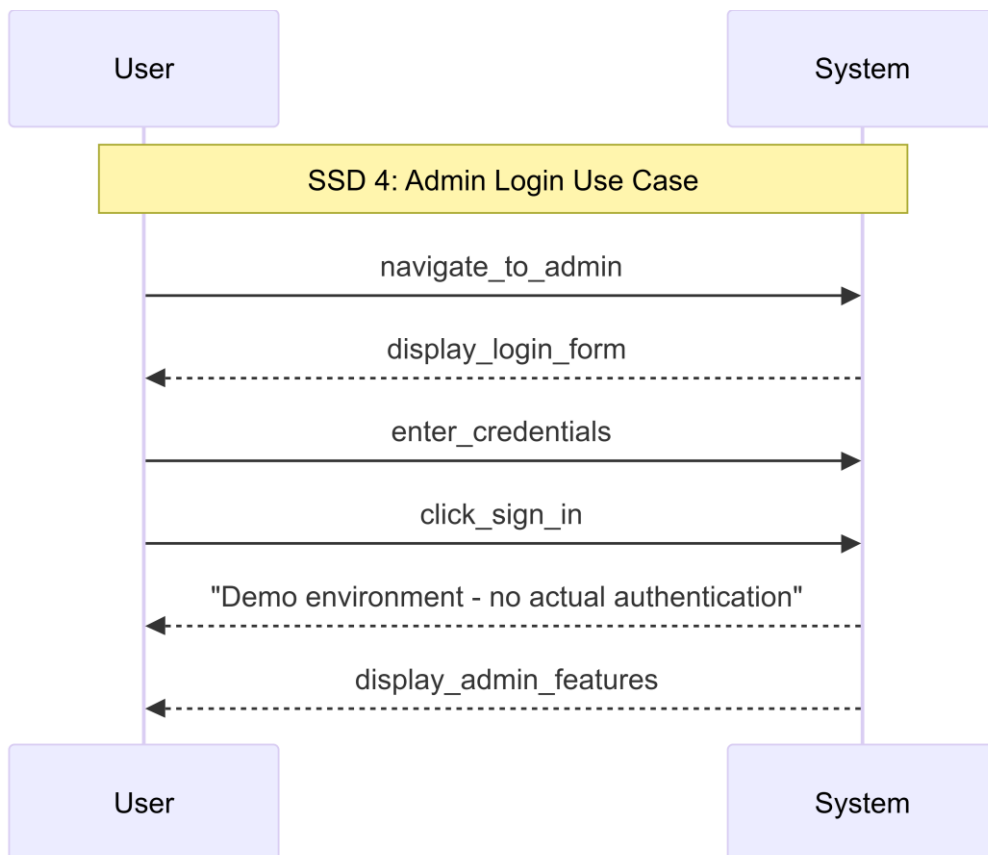 User
System
SSD 4: Admin Login Use Case
navigate_to_admin
display_login_form
enter_credentials
click_sign_in
"Demo environment - no actual authentication"
display_admin_features
User
System